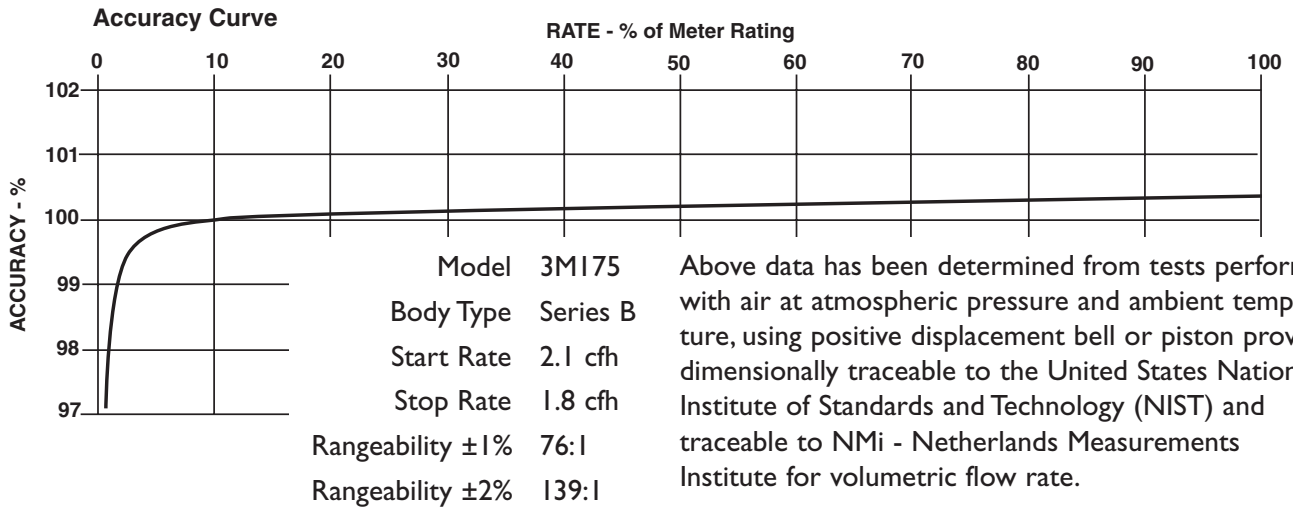 Accuracy Curve
RATE - % of Meter Rating
0 10 20 30 40 50 60 70 80 90 100
102
101
100
99
98
97
ACCURACY - %
Model 3M175
Body Type Series B
Start Rate 2.1 cfh
Stop Rate 1.8 cfh
Rangeability ±1% 76:1
Rangeability ±2% 139:1
Above data has been determined from tests perform
with air at atmospheric pressure and ambient temp
ture, using positive displacement bell or piston prov
dimensionally traceable to the United States Nation
Institute of Standards and Technology (NIST) and
traceable to NMi - Netherlands Measurements
Institute for volumetric flow rate.